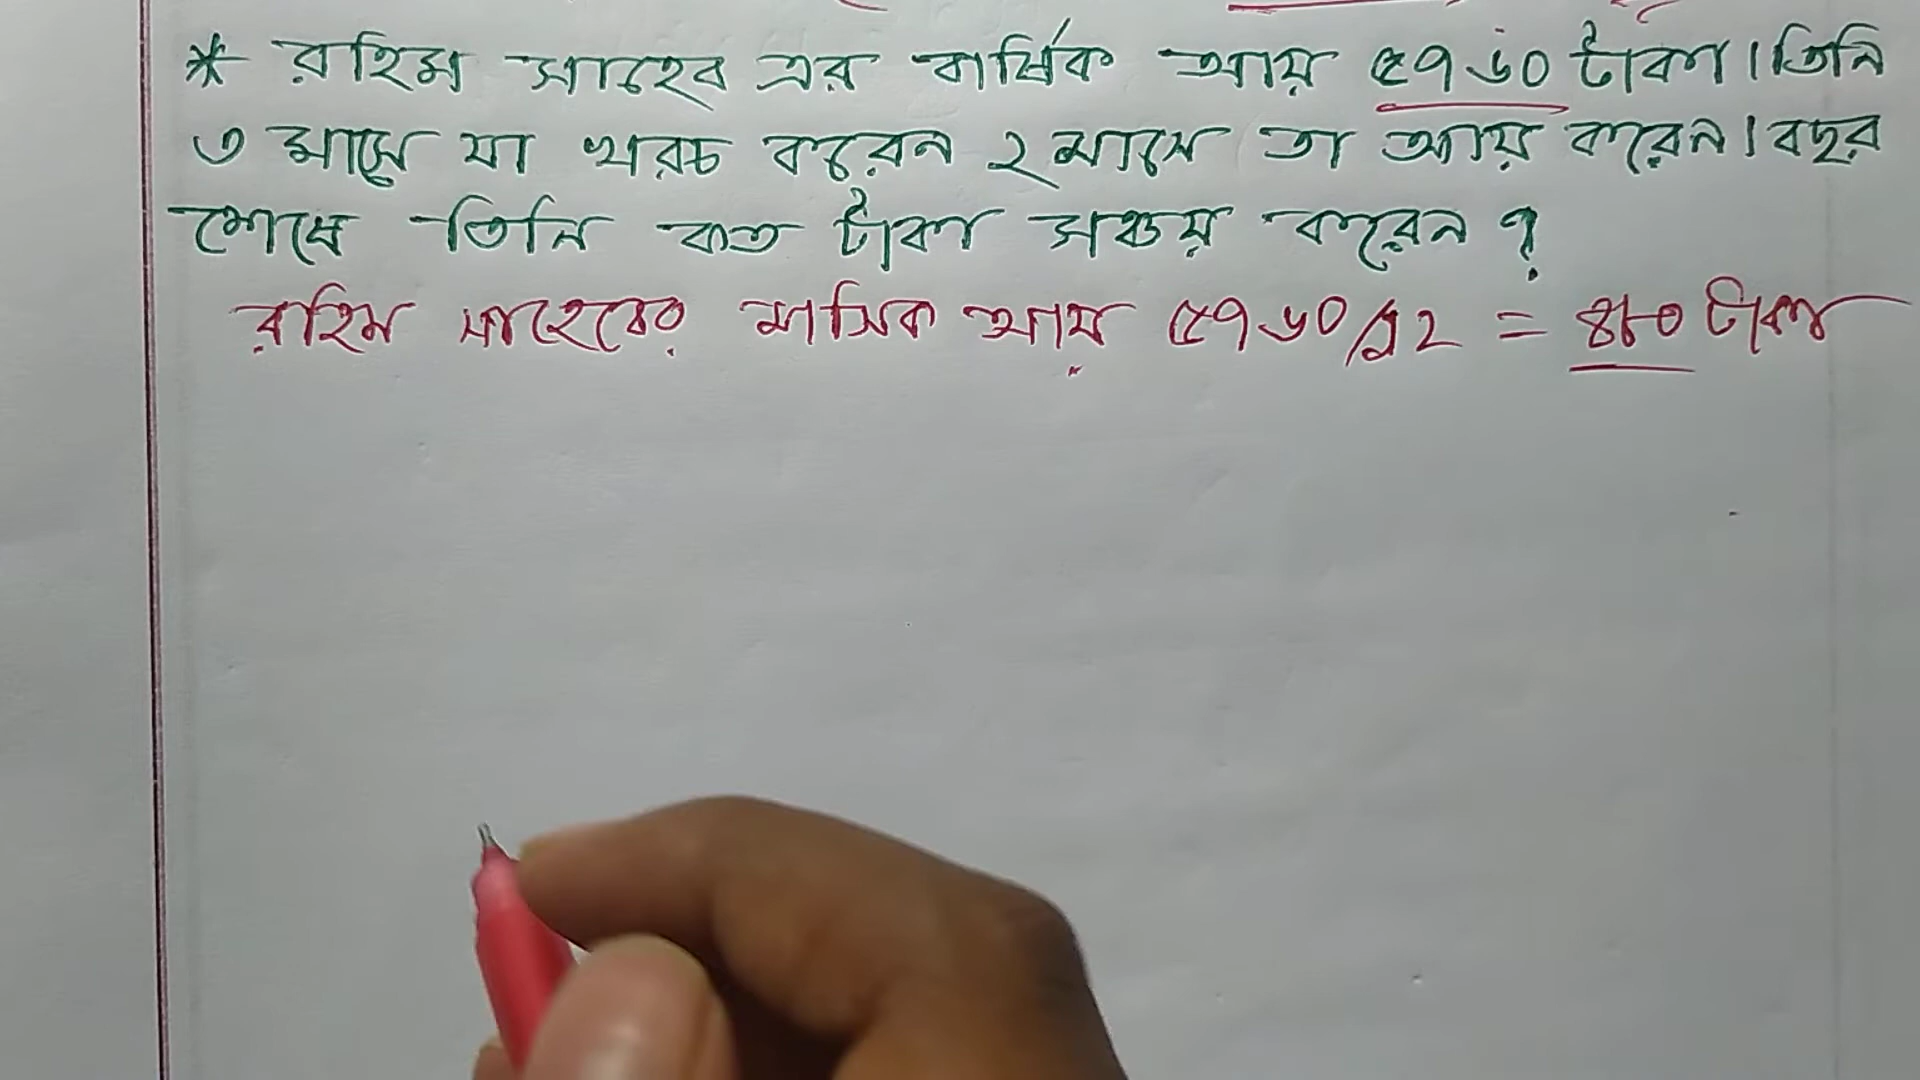 * রহিম সাহেব এর বার্ষিক আয় ৫৭৬০ টাকা। তিনি
৩ মাসে যা খরচ করেন ২ মাসে তা আয় করেন। বছর
শেষে তিনি কত টাকা সঞ্চয় করেন ?
রহিম সাহেবের মাসিক আয় ৫৭৬০/১২ = ৪৮০ টাকা